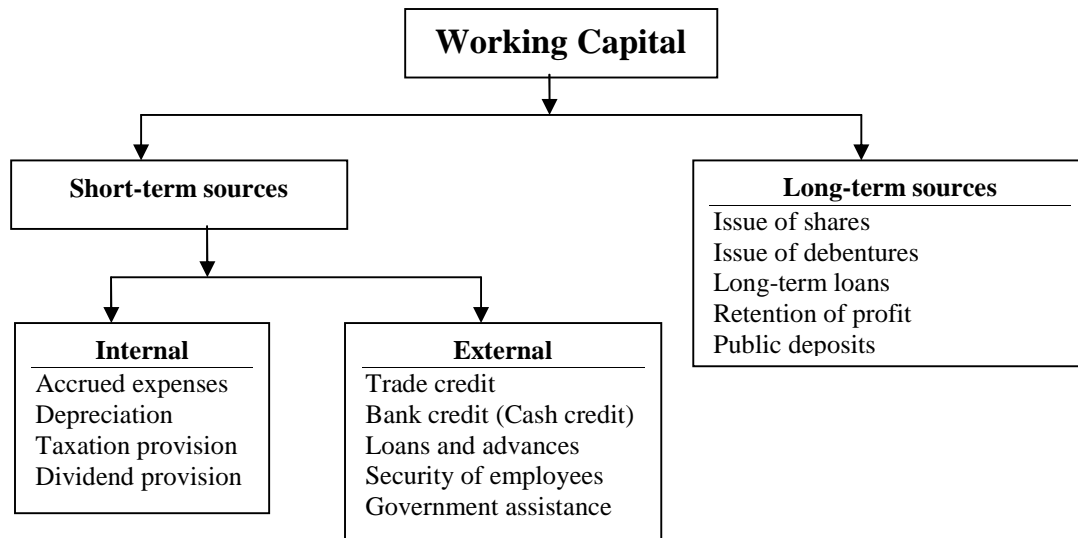 Working Capital
Short-term sources
Long-term sources
Issue of shares
Issue of debentures
Long-term loans
Retention of profit
Public deposits
Internal
Accrued expenses
Depreciation
Taxation provision
Dividend provision
External
Trade credit
Bank credit (Cash credit)
Loans and advances
Security of employees
Government assistance